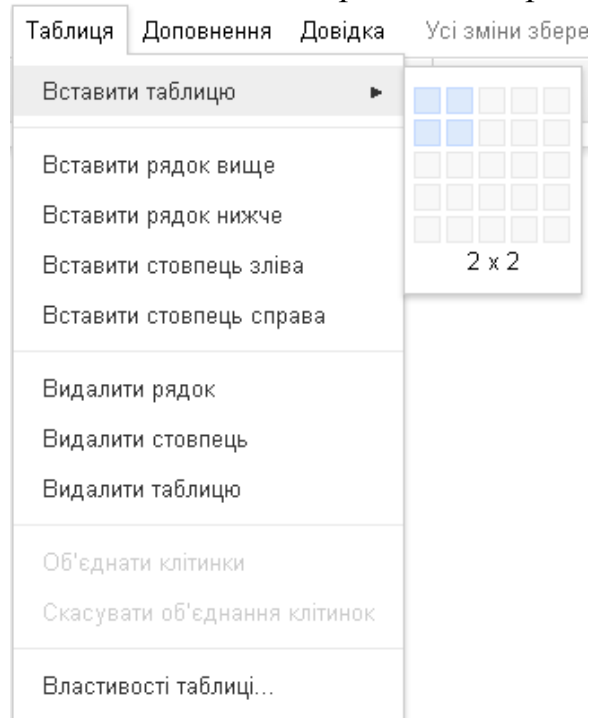 Таблиця Доповнення Довідка Усі зміни збере
Вставити таблицю
2 x 2
Вставити рядок вище
Вставити рядок нижче
Вставити стовпець зліва
Вставити стовпець справа
Видалити рядок
Видалити стовпець
Видалити таблицю
Об'єднати клітинки
Скасувати об'єднання клітинок
Властивості таблиці...